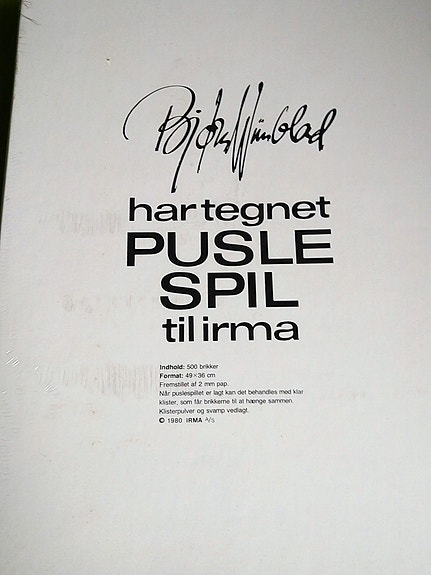 Bjørn Wiinblad
har tegnet
PUSLE
SPIL
til irma
Indhold: 500 brikker
Format: 49×36 cm
Fremstillet af 2 mm pap.
Når puslespillet er lagt kan det behandles med klar
klister, som får brikkerne til at hænge sammen.
Klisterpulver og svamp vedlagt.
© 1980 IRMA A/S